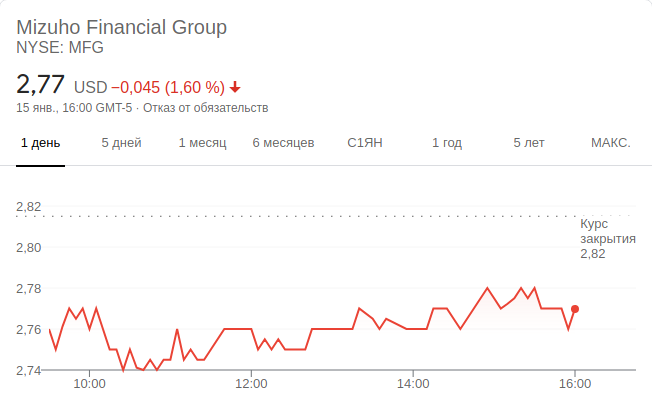 Mizuho Financial Group
NYSE: MFG
2,77 USD −0,045 (1,60 %)
15 янв., 16:00 GMT-5 · Отказ от обязательств
1 день 5 дней 1 месяц 6 месяцев С1ЯН 1 год 5 лет МАКС.
2,82
Курс
закрытия
2,82
2,80
2,78
2,76
2,74
10:00 12:00 14:00 16:00